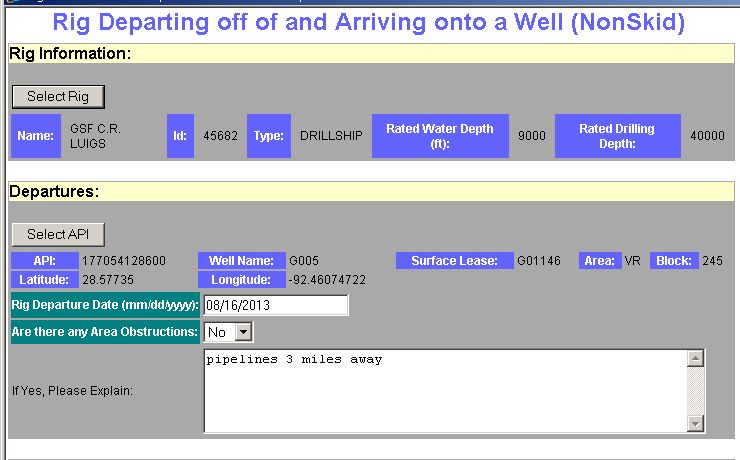 Rig Departing off of and Arriving onto a Well (NonSkid)
Rig Information:
Select Rig
Name: GSF C.R. LUIGS Id: 45682 Type: DRILLSHIP Rated Water Depth (ft): 9000 Rated Drilling Depth: 40000
Departures:
Select API
API: 177054128600 Well Name: G005 Surface Lease: G01146 Area: VR Block: 245
Latitude: 28.57735 Longitude: -92.46074722
Rig Departure Date (mm/dd/yyyy): 08/16/2013
Are there any Area Obstructions: No
pipelines 3 miles away
If Yes, Please Explain: